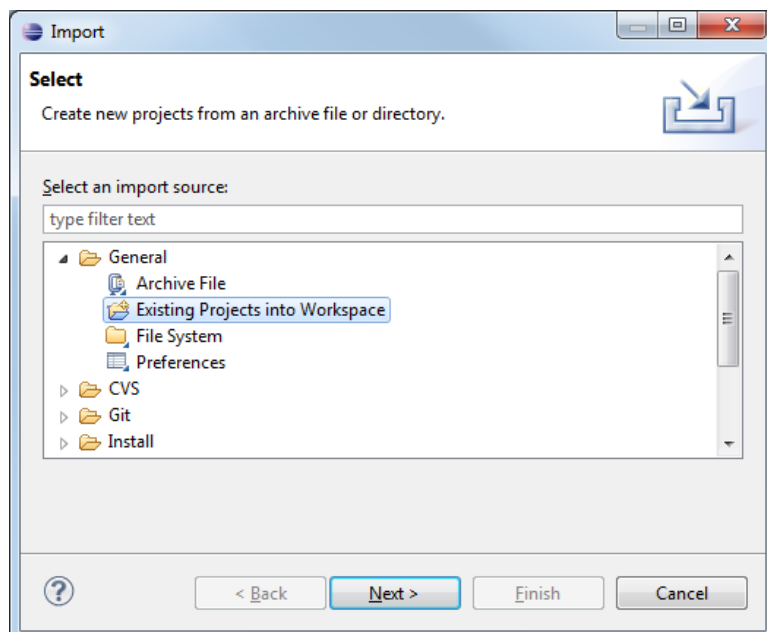 Import
Select
Create new projects from an archive file or directory.
Select an import source:
type filter text
General
Archive File
Existing Projects into Workspace
File System
Preferences
CVS
Git
Install
?
< Back
Next >
Finish
Cancel